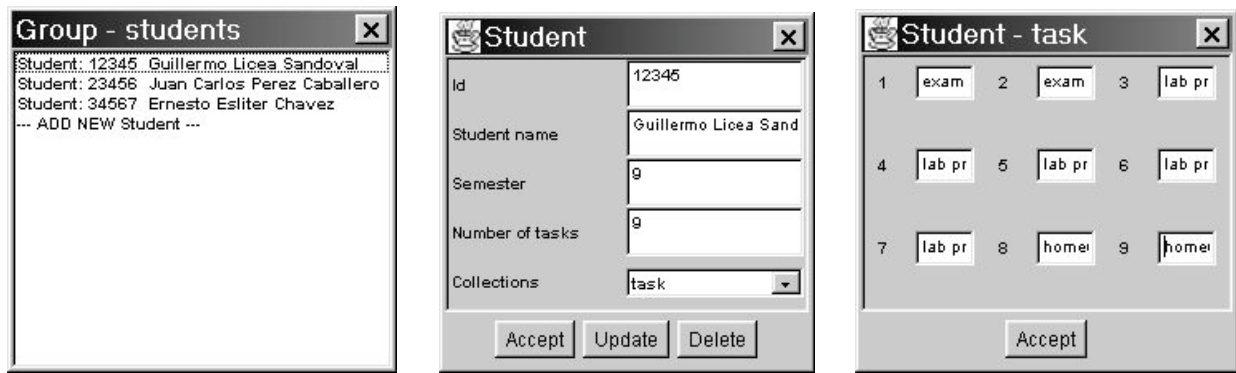 Group - students
Student: 12345 Guillermo Licea Sandoval
Student: 23456 Juan Carlos Perez Caballero
Student: 34567 Ernesto Esliter Chavez
--- ADD NEW Student ---
Student
Id 12345
Student name Guillermo Licea Sand
Semester 9
Number of tasks 9
Collections task
Accept Update Delete
Student - task
1 exam 2 exam 3 lab pr
4 lab pr 5 lab pr 6 lab pr
7 lab pr 8 home 9 home
Accept